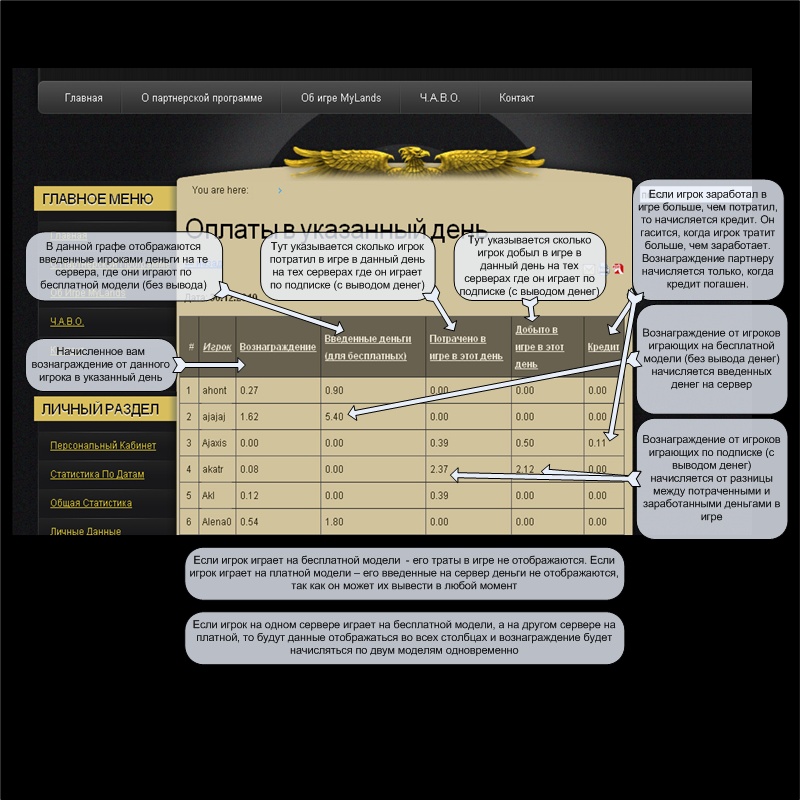 Главная О партнерской программе Об игре MyLands Ч.А.В.О. Контакт
ГЛАВНОЕ МЕНЮ
You are here:
Оплаты в указанный день
Главная
Ч.А.В.О.
В данной графе отображаются
введенные игроками деньги на те
сервера, где они играют по
бесплатной модели (без вывода)
Тут указывается сколько игрок
потратил в игре в данный день
на тех серверах где он играет
по подписке (с выводом денег)
Тут указывается сколько
игрок добыл в игре в
данный день на тех
серверах где он играет по
подписке (с выводом денег)
Если игрок заработал в
игре больше, чем потратил,
то начисляется кредит. Он
гасится, когда игрок тратит
больше, чем заработает.
Вознаграждение партнеру
начисляется только, когда
кредит погашен.
Начисленное вам
вознаграждение от данного
игрока в указанный день
# Игрок Вознаграждение Введенные деньги (для бесплатных) Потрачено в игре в этот день Добыто в игре в этот день Кредит
1 ahont 0.27 0.90 0.00 0.00 0.00
2 ajajaj 1.62 5.40 0.00 0.00 0.00
3 Ajaxis 0.00 0.00 0.39 0.50 0.11
4 akatr 0.08 0.00 2.37 2.12 0.00
5 Akl 0.12 0.00 0.39 0.00 0.00
6 Alena0 0.54 1.80 0.00 0.00 0.00
Вознаграждение от игроков
играющих на бесплатной
модели (без вывода денег)
начисляется введенных
денег на сервер
Вознаграждение от игроков
играющих по подписке (с
выводом денег)
начисляется от разницы
между потраченными и
заработанными деньгами в
игре
ЛИЧНЫЙ РАЗДЕЛ
Персональный Кабинет
Статистика По Датам
Общая Статистика
Личные Данные
Если игрок играет на бесплатной модели - его траты в игре не отображаются. Если
игрок играет на платной модели – его введенные на сервер деньги не отображаются,
так как он может их вывести в любой момент
Если игрок на одном сервере играет на бесплатной модели, а на другом сервере на
платной, то будут данные отображаться во всех столбцах и вознаграждение будет
начисляться по двум моделям одновременно